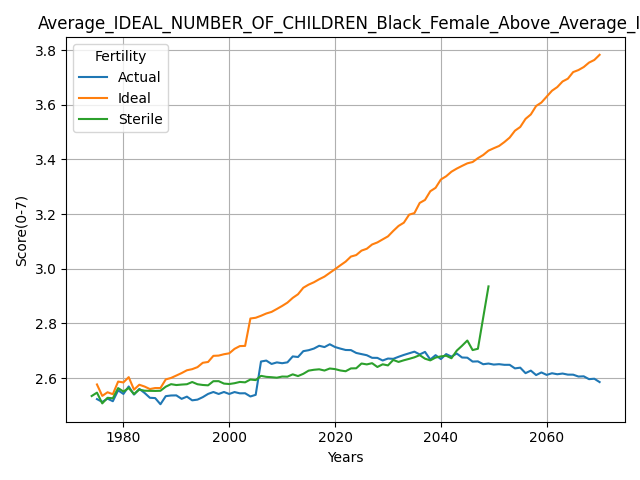 Average_IDEAL_NUMBER_OF_CHILDREN_Black_Female_Above_Average_I
Fertility
Actual
Ideal
Sterile
Score(0-7)
3.8
3.6
3.4
3.2
3.0
2.8
2.6
1980 2000 2020 2040 2060
Years